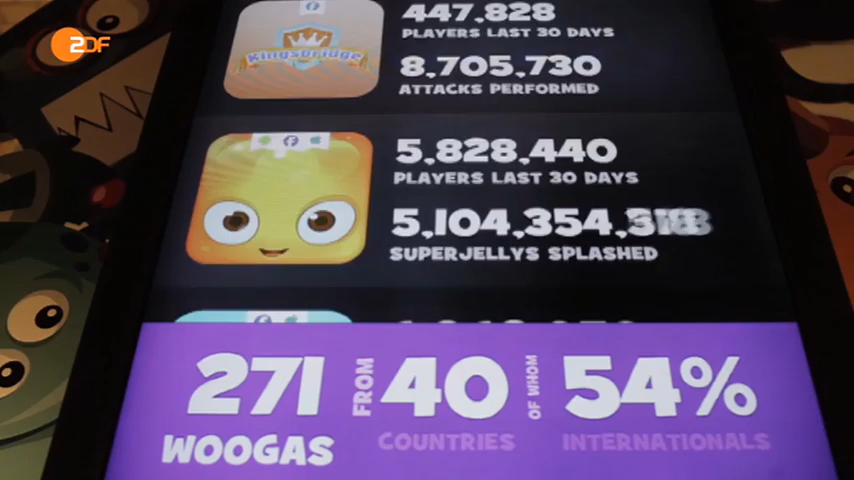 ZDF
Kingsbridge
447,828
PLAYERS LAST 30 DAYS
8,705,730
ATTACKS PERFORMED
5,828,440
PLAYERS LAST 30 DAYS
SUPERJELLYS SPLASHED
271 FROM 40 OF WHOM 54%
WOOGAS COUNTRIES INTERNATIONALS